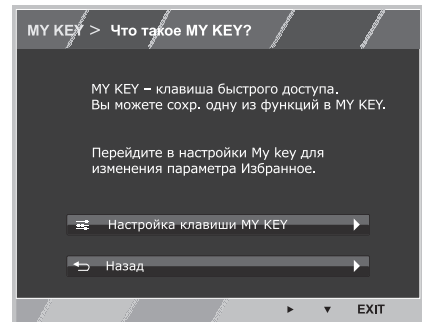 MY KEY > Что такое MY KEY?
MY KEY – клавиша быстрого доступа.
Вы можете сохр. одну из функций в MY KEY.
Перейдите в настройки My key для
изменения параметра Избранное.
Настройка клавиши MY KEY
Назад
EXIT